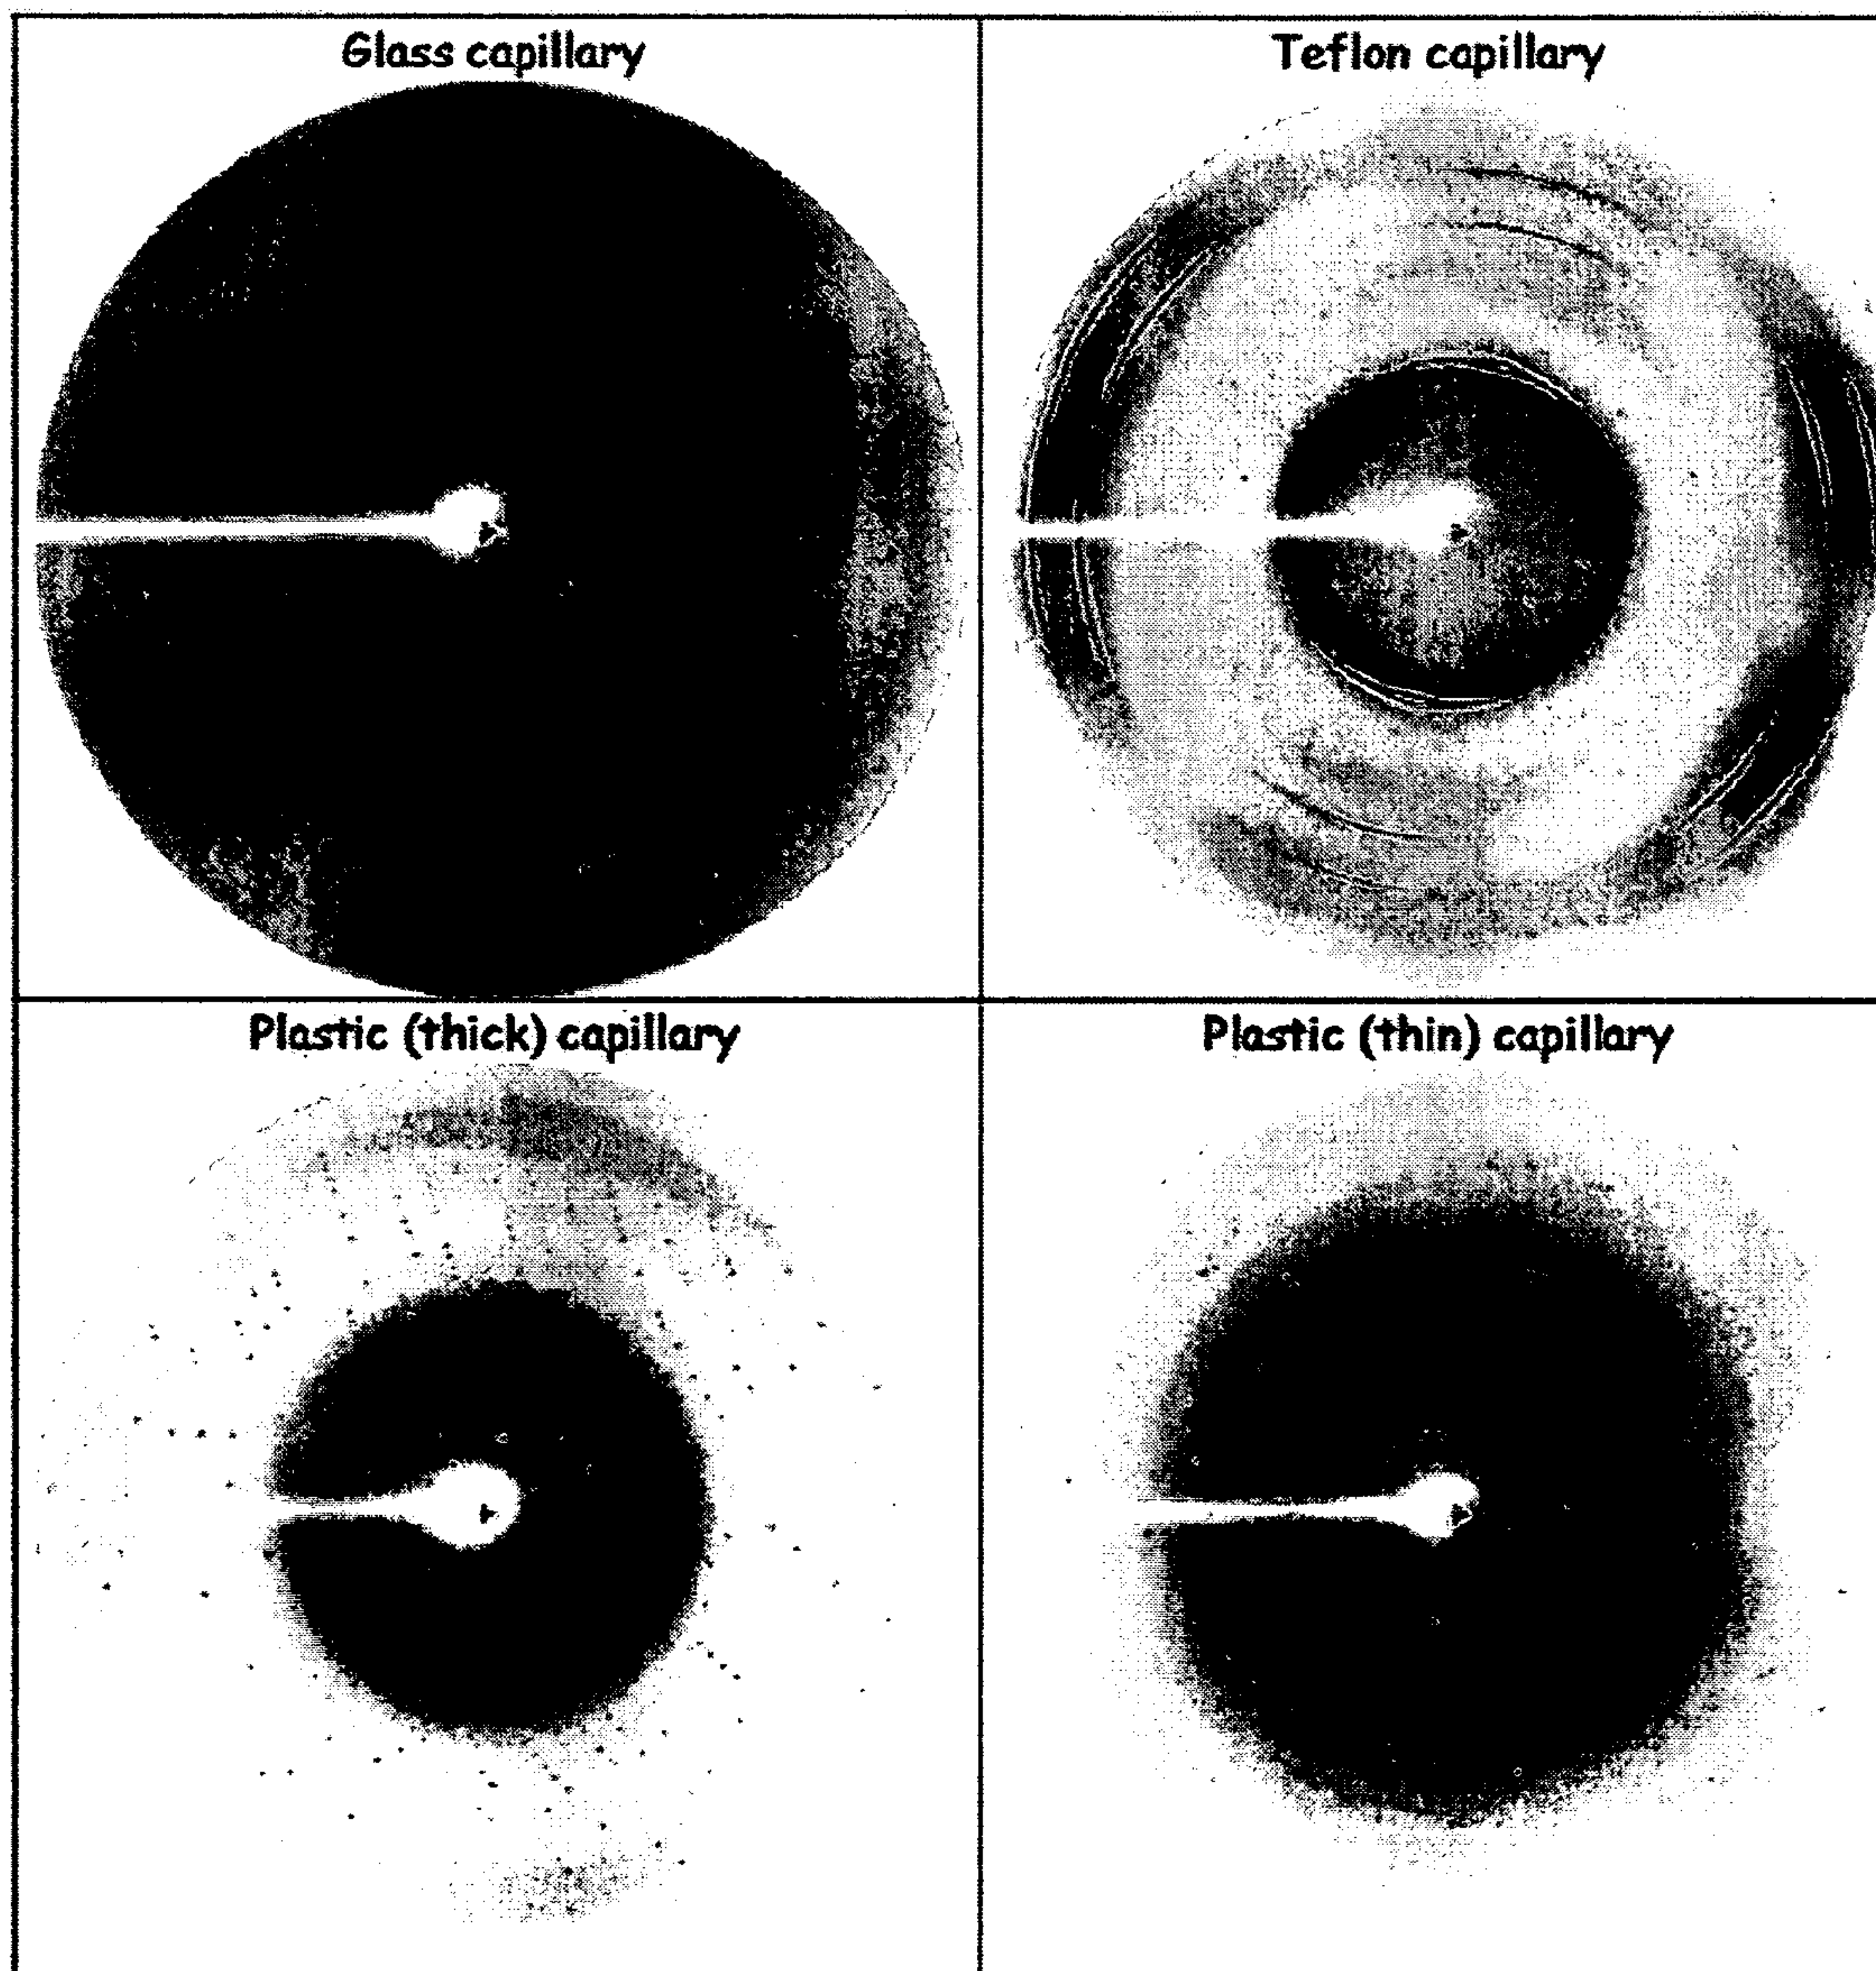 Glass capillary
Teflon capillary
Plastic (thick) capillary
Plastic (thin) capillary